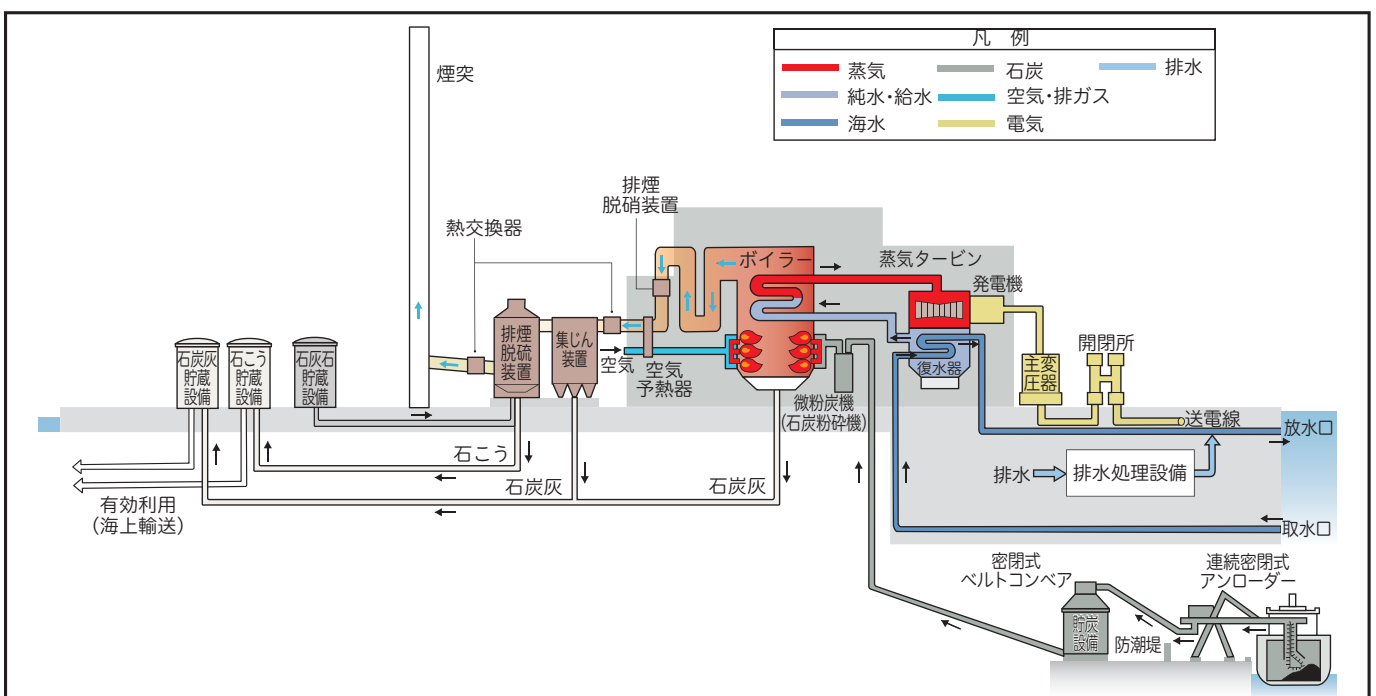 凡 例
蒸気
石炭
排水
純水・給水
空気・排ガス
海水
電気
煙突
排煙
脱硝装置
熱交換器
ボイラー
蒸気タービン
発電機
開閉所
排煙
脱硫
装置
集じん
装置
空気
空気
予熱器
復水器
主変
圧器
石炭灰
貯蔵
設備
石こう
貯蔵
設備
石灰石
貯蔵
設備
微粉炭機
(石炭粉砕機)
送電線
放水口
石こう
石炭灰
石炭灰
排水
排水処理設備
有効利用
(海上輸送)
取水口
密閉式
ベルトコンベア
連続密閉式
アンローダー
貯炭
設備
防潮堤